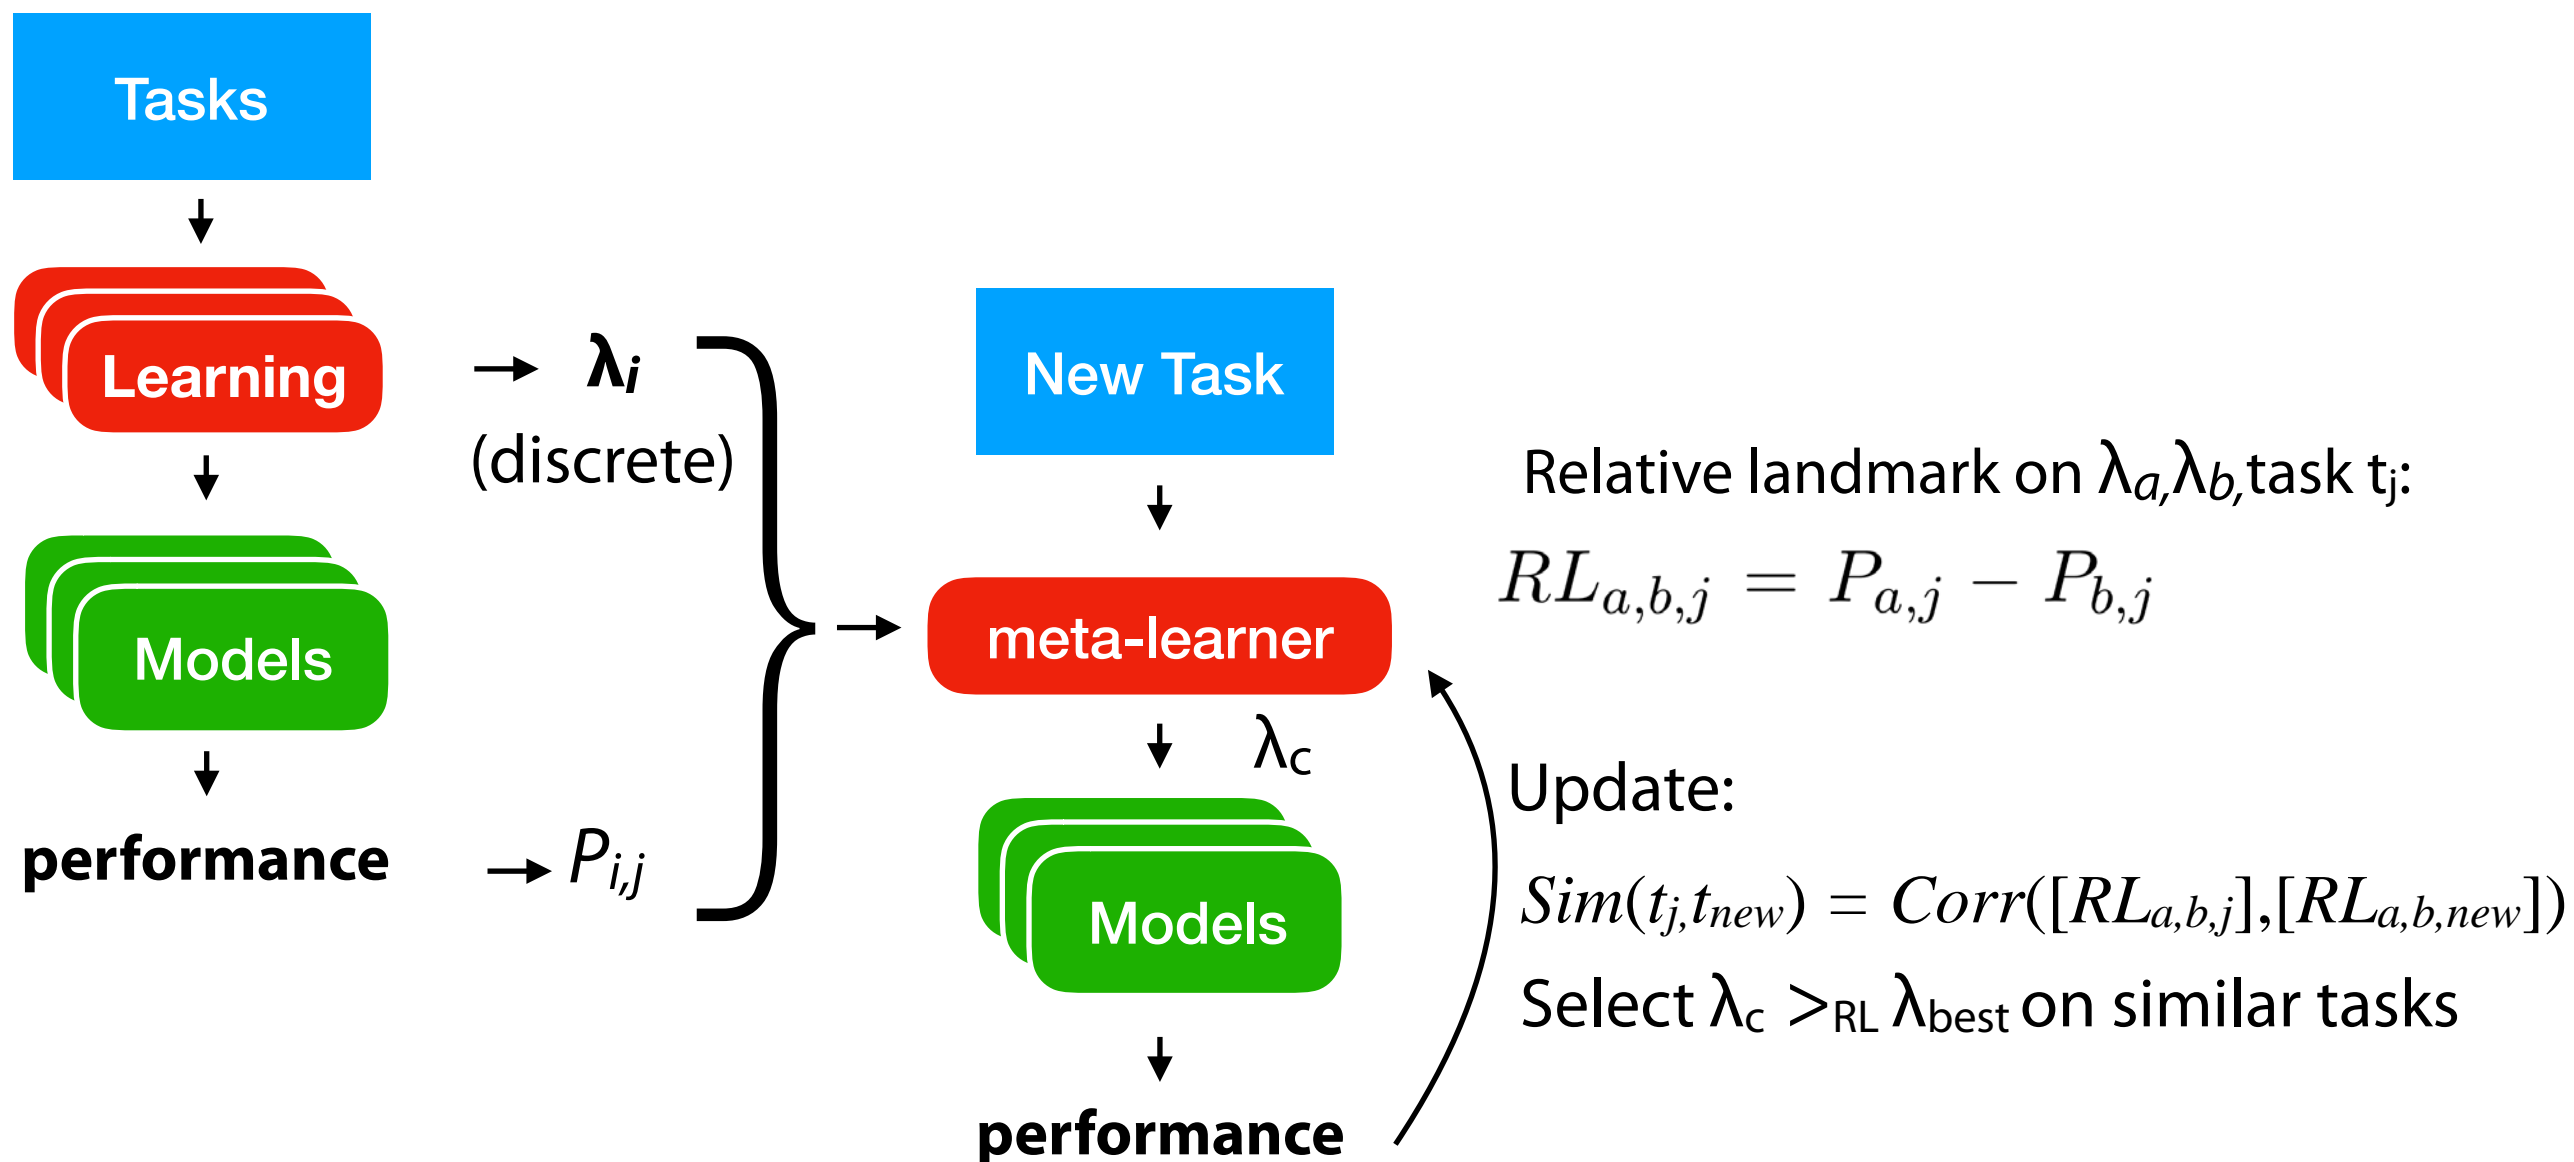 Tasks
Learning
Models
performance
λi
(discrete)
Pi,j
New Task
meta-learner
λc
Models
performance
Relative landmark on λa,λb,task tj:
RLa,b,j = Pa,j − Pb,j
Update:
Sim(tj,tnew) = Corr([RLa,b,j],[RLa,b,new])
Select λc >RL λbest on similar tasks